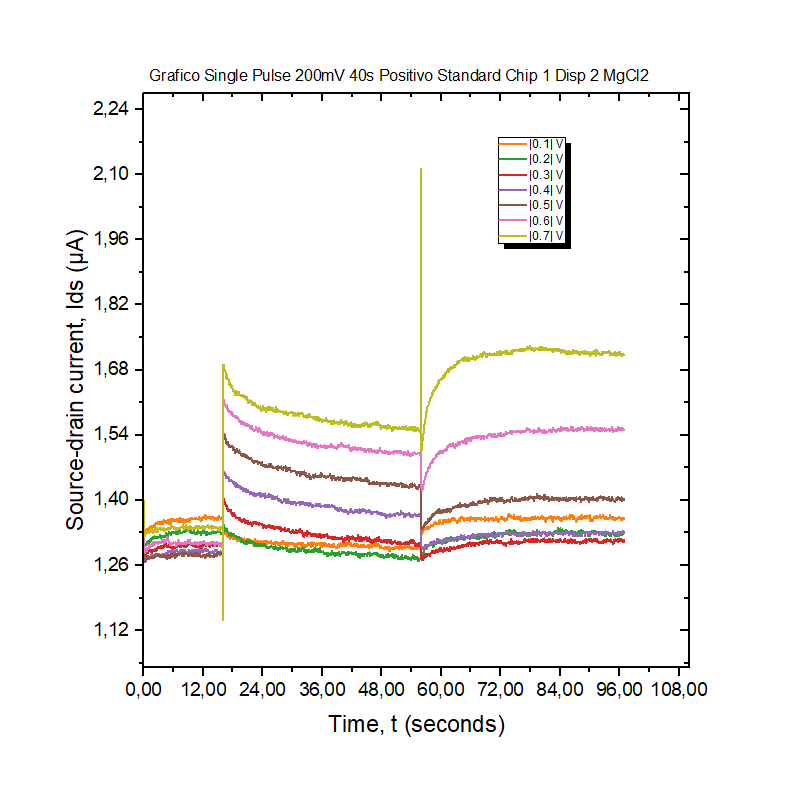 Grafico Single Pulse 200mV 40s Positivo Standard Chip 1 Disp 2 MgCl2
2,24
2,10
1,96
1,82
1,68
1,54
1,40
1,26
1,12
Source-drain current, Ids (μA)
|0.1| V
|0.2| V
|0.3| V
|0.4| V
|0.5| V
|0.6| V
|0.7| V
0,00 12,00 24,00 36,00 48,00 60,00 72,00 84,00 96,00 108,00
Time, t (seconds)